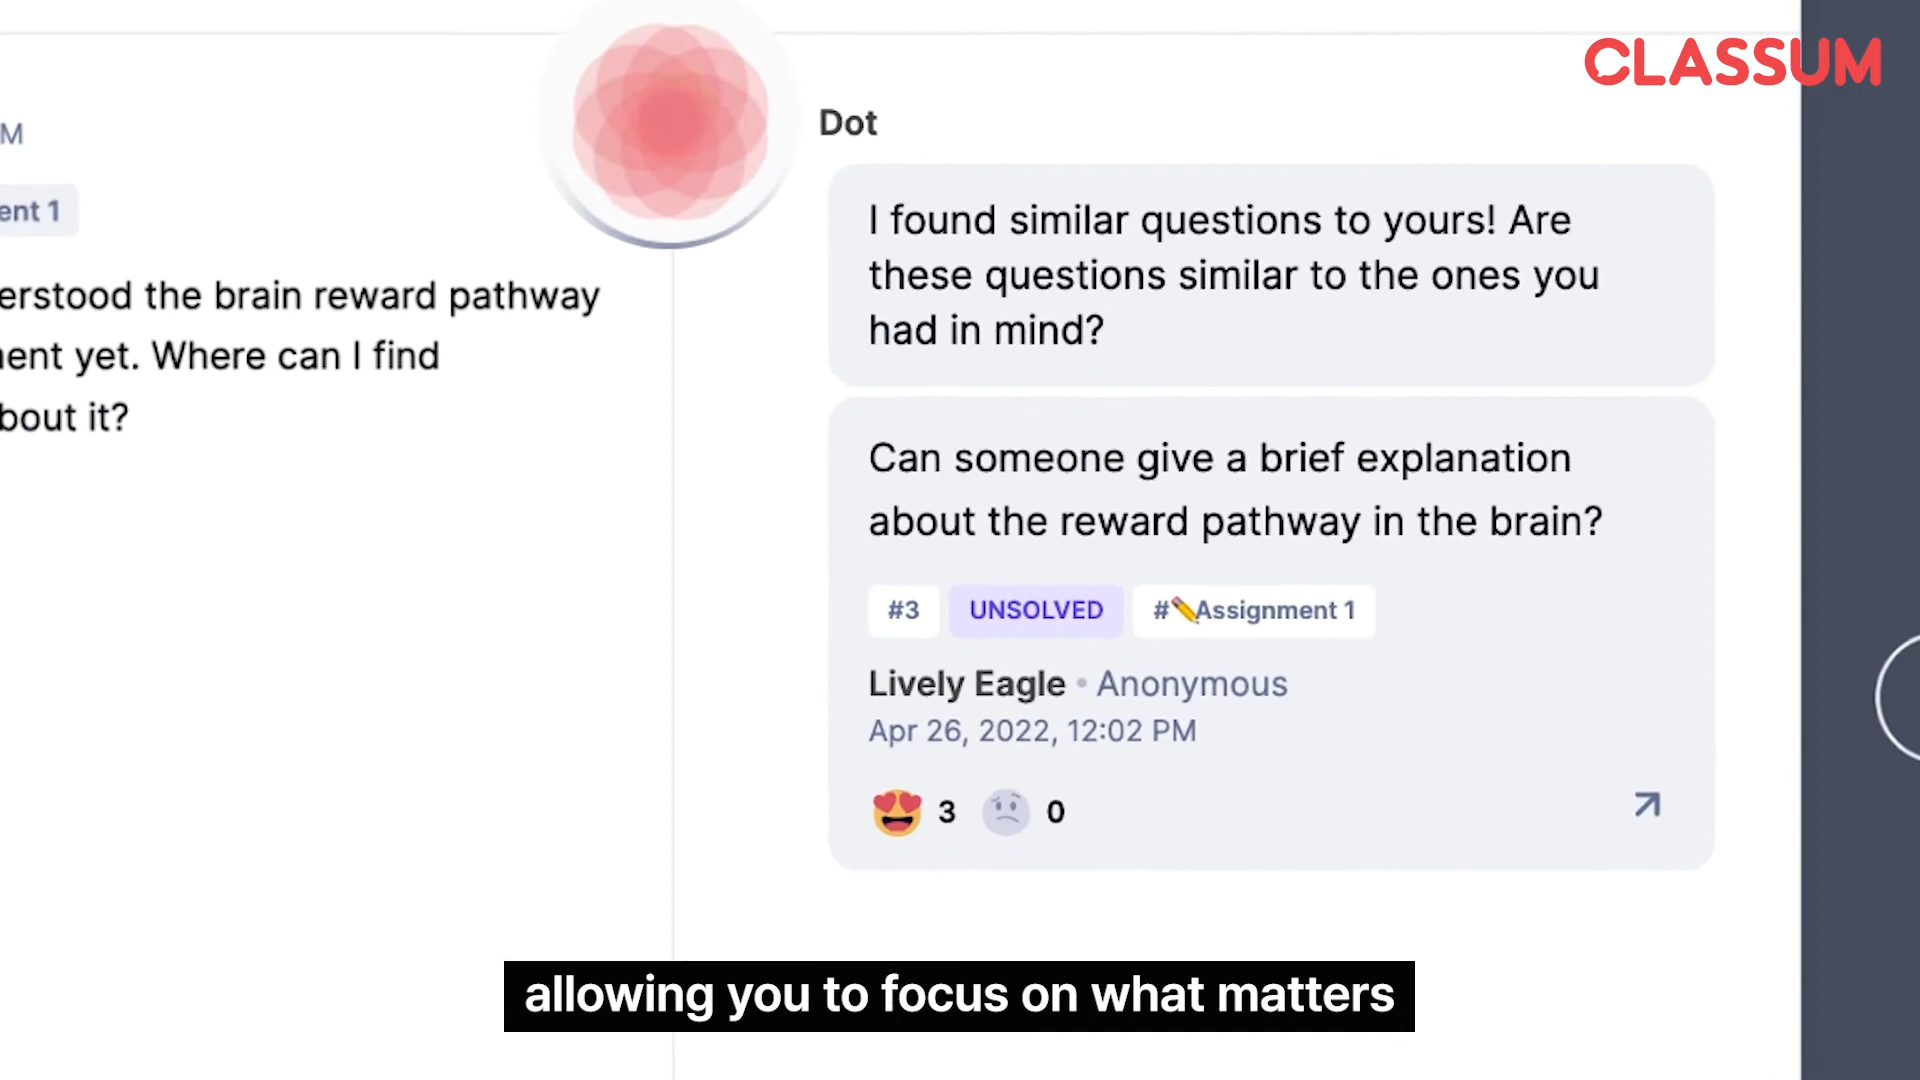 CLASSUM
M
ent 1
erstood the brain reward pathway
ent yet. Where can I find
bout it?
Dot
I found similar questions to yours! Are
these questions similar to the ones you
had in mind?
Can someone give a brief explanation
about the reward pathway in the brain?
#3 UNSOLVED #✏️Assignment 1
Lively Eagle • Anonymous
Apr 26, 2022, 12:02 PM
3 0
allowing you to focus on what matters